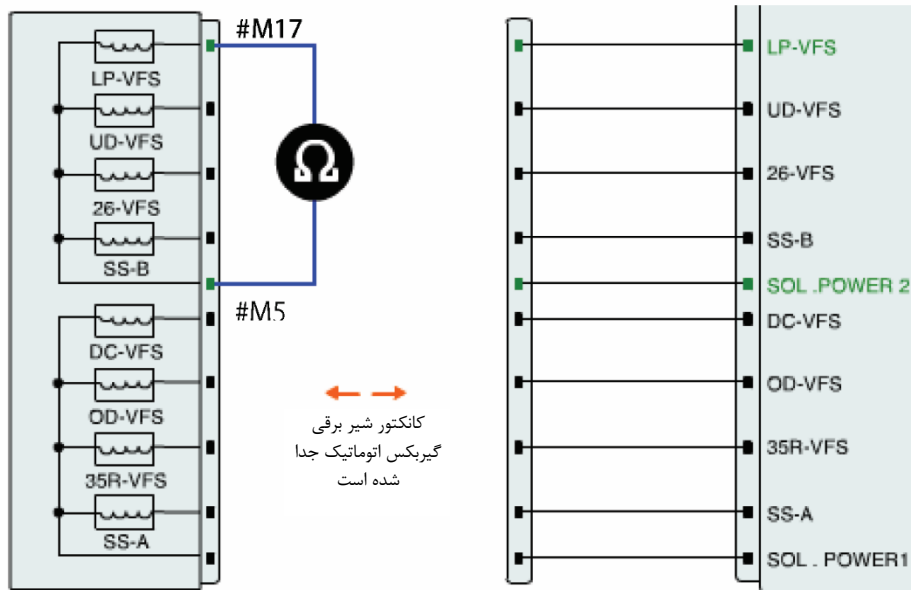 #M17
LP-VFS
UD-VFS
26-VFS
SS-B
#M5
DC-VFS
OD-VFS
35R-VFS
SS-A
Ω
کانکتور شیر برقی
گیربکس اتوماتیک جدا
شده است
LP-VFS
UD-VFS
26-VFS
SS-B
SOL .POWER 2
DC-VFS
OD-VFS
35R-VFS
SS-A
SOL . POWER1